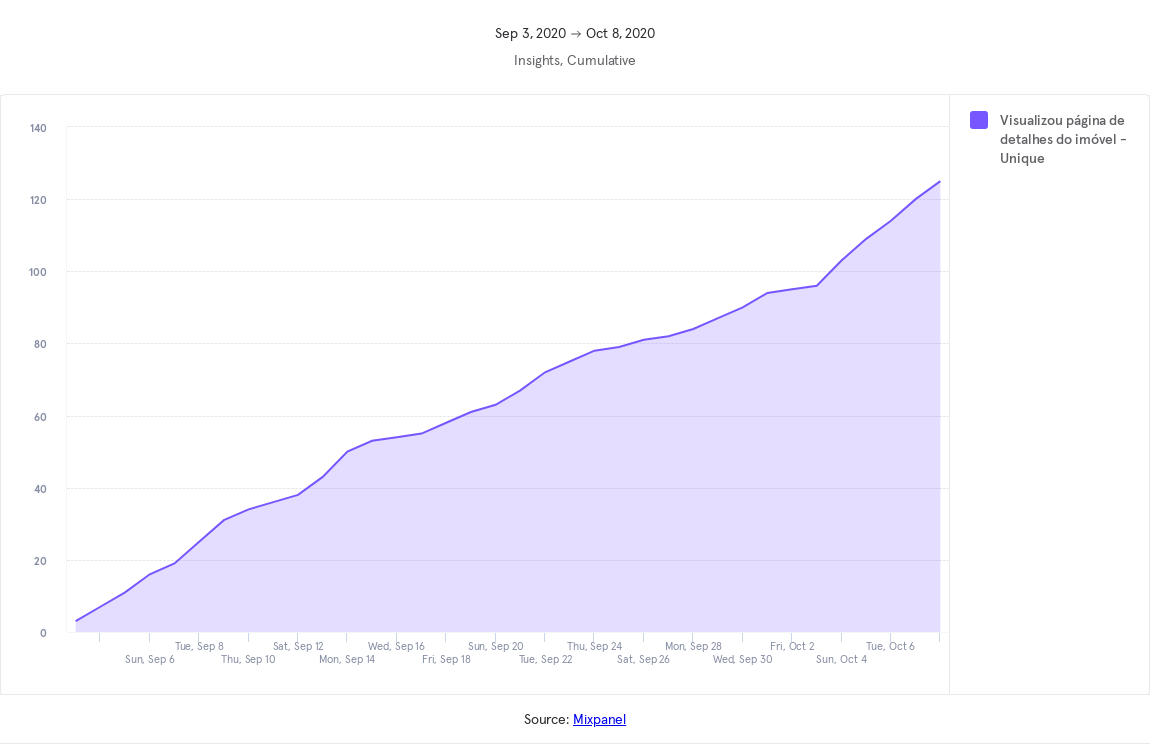 Sep 3, 2020 → Oct 8, 2020
Insights, Cumulative
140
120
100
80
60
40
20
0
Sun, Sep 6
Tue, Sep 8
Thu, Sep 10
Sat, Sep 12
Mon, Sep 14
Wed, Sep 16
Fri, Sep 18
Sun, Sep 20
Tue, Sep 22
Thu, Sep 24
Sat, Sep 26
Mon, Sep 28
Wed, Sep 30
Fri, Oct 2
Sun, Oct 4
Tue, Oct 6
Visualizou página de
detalhes do imóvel -
Unique
Source: Mixpanel